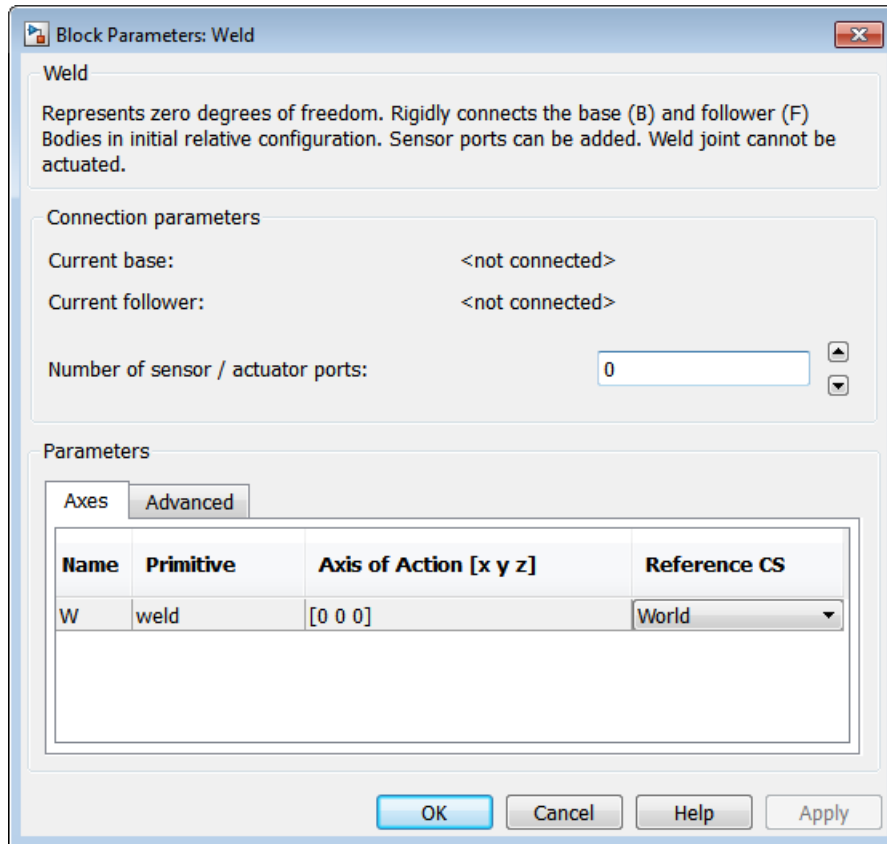 Block Parameters: Weld
Weld
Represents zero degrees of freedom. Rigidly connects the base (B) and follower (F)
Bodies in initial relative configuration. Sensor ports can be added. Weld joint cannot be
actuated.
Connection parameters
Current base: <not connected>
Current follower: <not connected>
Number of sensor / actuator ports: 0
Parameters
Axes Advanced
Name Primitive Axis of Action [x y z] Reference CS
W weld [0 0 0] World
OK Cancel Help Apply